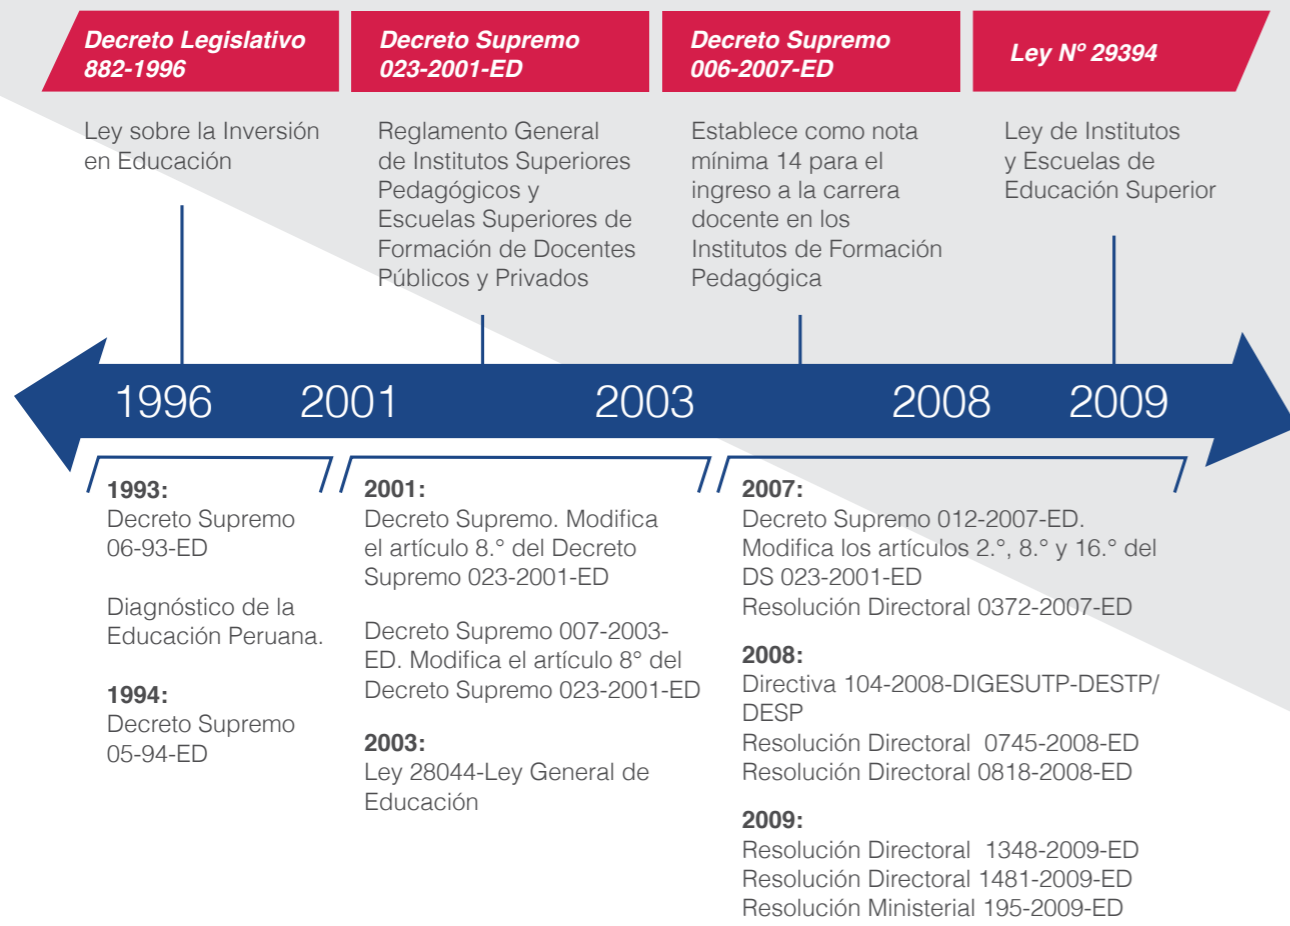 Decreto Legislativo
882-1996
Ley sobre la Inversión
en Educación
Decreto Supremo
023-2001-ED
Reglamento General
de Institutos Superiores
Pedagógicos y
Escuelas Superiores de
Formación de Docentes
Públicos y Privados
Decreto Supremo
006-2007-ED
Establece como nota
mínima 14 para el
ingreso a la carrera
docente en los
Institutos de Formación
Pedagógica
Ley Nº 29394
Ley de Institutos
y Escuelas de
Educación Superior
1996 2001 2003 2008 2009
1993:
Decreto Supremo
06-93-ED
Diagnóstico de la
Educación Peruana.
1994:
Decreto Supremo
05-94-ED
2001:
Decreto Supremo. Modifica
el artículo 8.° del Decreto
Supremo 023-2001-ED
Decreto Supremo 007-2003-
ED. Modifica el artículo 8° del
Decreto Supremo 023-2001-ED
2003:
Ley 28044-Ley General de
Educación
2007:
Decreto Supremo 012-2007-ED.
Modifica los artículos 2.°, 8.° y 16.° del
DS 023-2001-ED
Resolución Directoral 0372-2007-ED
2008:
Directiva 104-2008-DIGESUTP-DESTP/
DESP
Resolución Directoral  0745-2008-ED
Resolución Directoral 0818-2008-ED
2009:
Resolución Directoral  1348-2009-ED
Resolución Directoral 1481-2009-ED
Resolución Ministerial 195-2009-ED